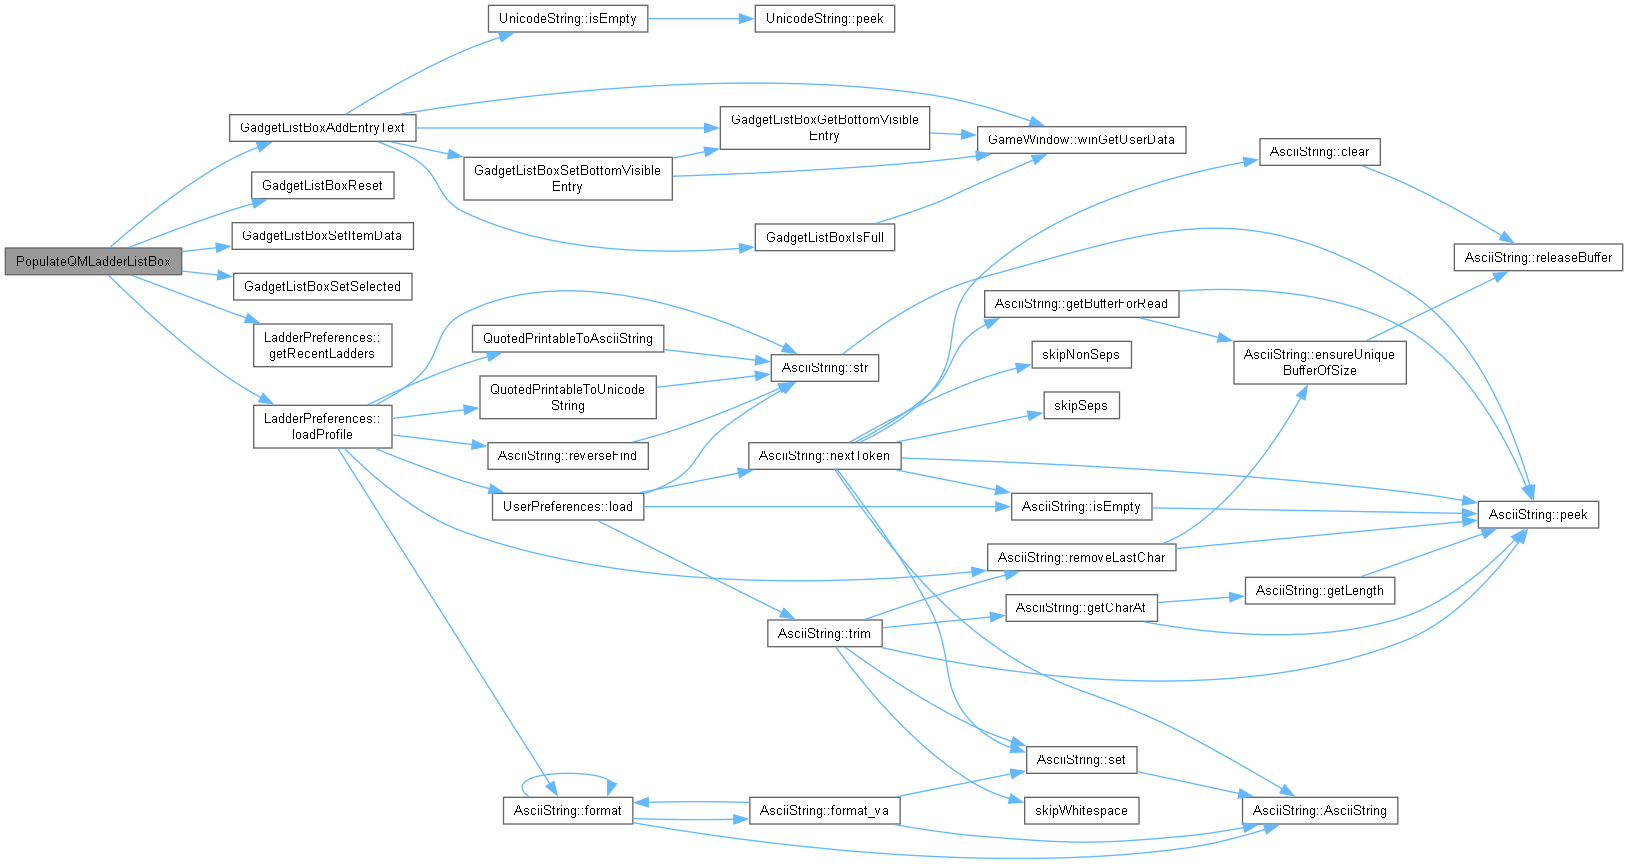 UnicodeString::isEmpty
UnicodeString::peek
GadgetListBoxAddEntryText
GadgetListBoxGetBottomVisible
Entry
GameWindow::winGetUserData
AsciiString::clear
GadgetListBoxSetBottomVisible
Entry
GadgetListBoxReset
GadgetListBoxSetItemData
GadgetListBoxIsFull
PopulateQMLadderListBox
AsciiString::releaseBuffer
GadgetListBoxSetSelected
AsciiString::getBufferForRead
LadderPreferences::
getRecentLadders
QuotedPrintableToAsciiString
skipNonSeps
AsciiString::ensureUnique
BufferOfSize
AsciiString::str
QuotedPrintableToUnicode
String
skipSeps
LadderPreferences::
loadProfile
AsciiString::reverseFind
AsciiString::nextToken
UserPreferences::load
AsciiString::isEmpty
AsciiString::peek
AsciiString::removeLastChar
AsciiString::getLength
AsciiString::getCharAt
AsciiString::trim
AsciiString::set
AsciiString::format
AsciiString::format_va
skipWhitespace
AsciiString::AsciiString